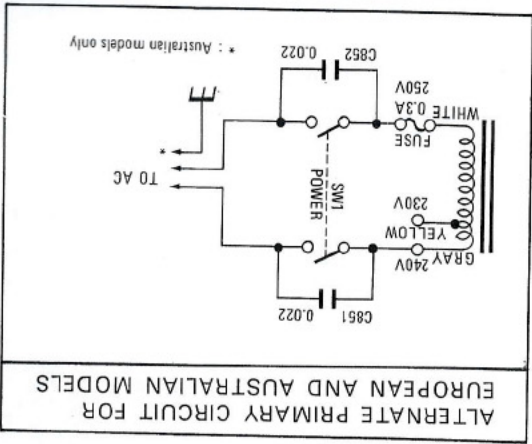 ALTERNATE PRIMARY CIRCUIT FOR
EUROPEAN AND AUSTRALIAN MODELS
C851
0.022
GRAY
240V
YELLOW
230V
SW1
POWER
TO AC
*
FUSE
WHITE 0.3A
250V
C852
0.022
* : Australian models only